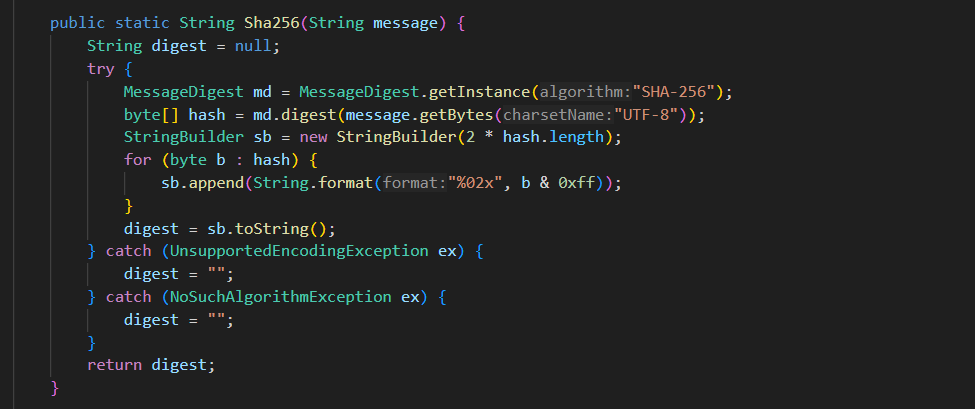 public static String Sha256(String message) {
    String digest = null;
    try {
        MessageDigest md = MessageDigest.getInstance(algorithm:"SHA-256");
        byte[] hash = md.digest(message.getBytes(charsetName:"UTF-8"));
        StringBuilder sb = new StringBuilder(2 * hash.length);
        for (byte b : hash) {
            sb.append(String.format(format:"%02x", b & 0xff));
        }
        digest = sb.toString();
    } catch (UnsupportedEncodingException ex) {
        digest = "";
    } catch (NoSuchAlgorithmException ex) {
        digest = "";
    }
    return digest;
}